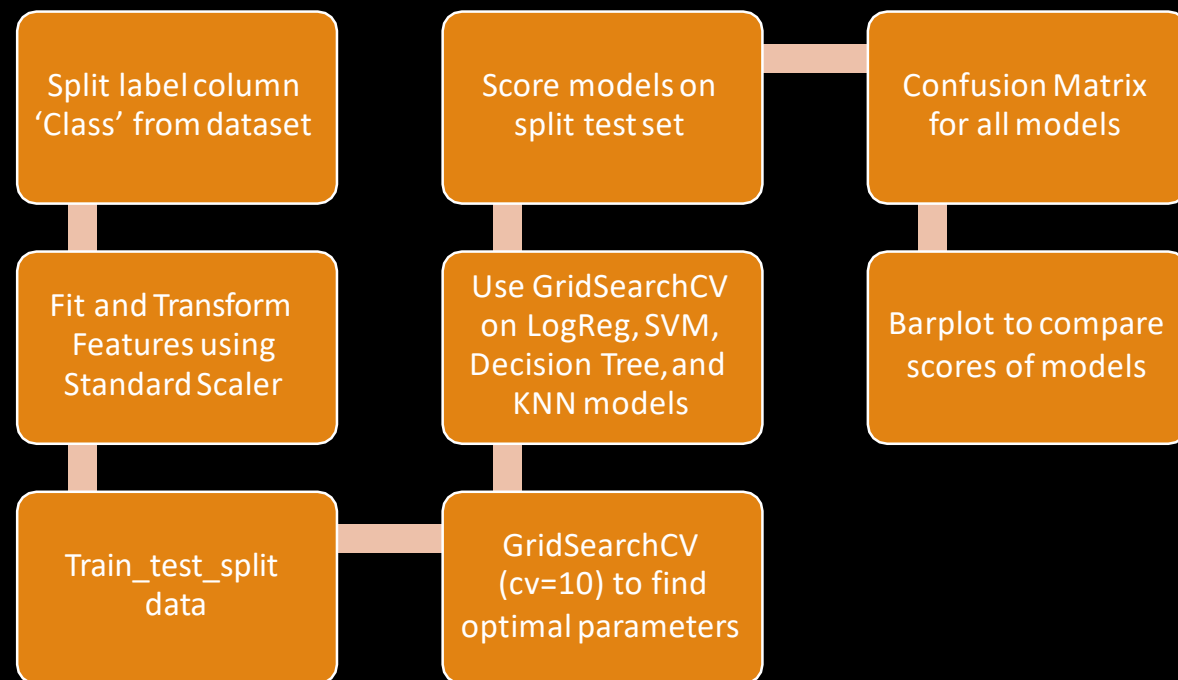 Split label column
‘Class’ from dataset
Fit and Transform
Features using
Standard Scaler
Train_test_split
data
GridSearchCV
(cv=10) to find
optimal parameters
Use GridSearchCV
on LogReg, SVM,
Decision Tree, and
KNN models
Score models on
split test set
Confusion Matrix
for all models
Barplot to compare
scores of models